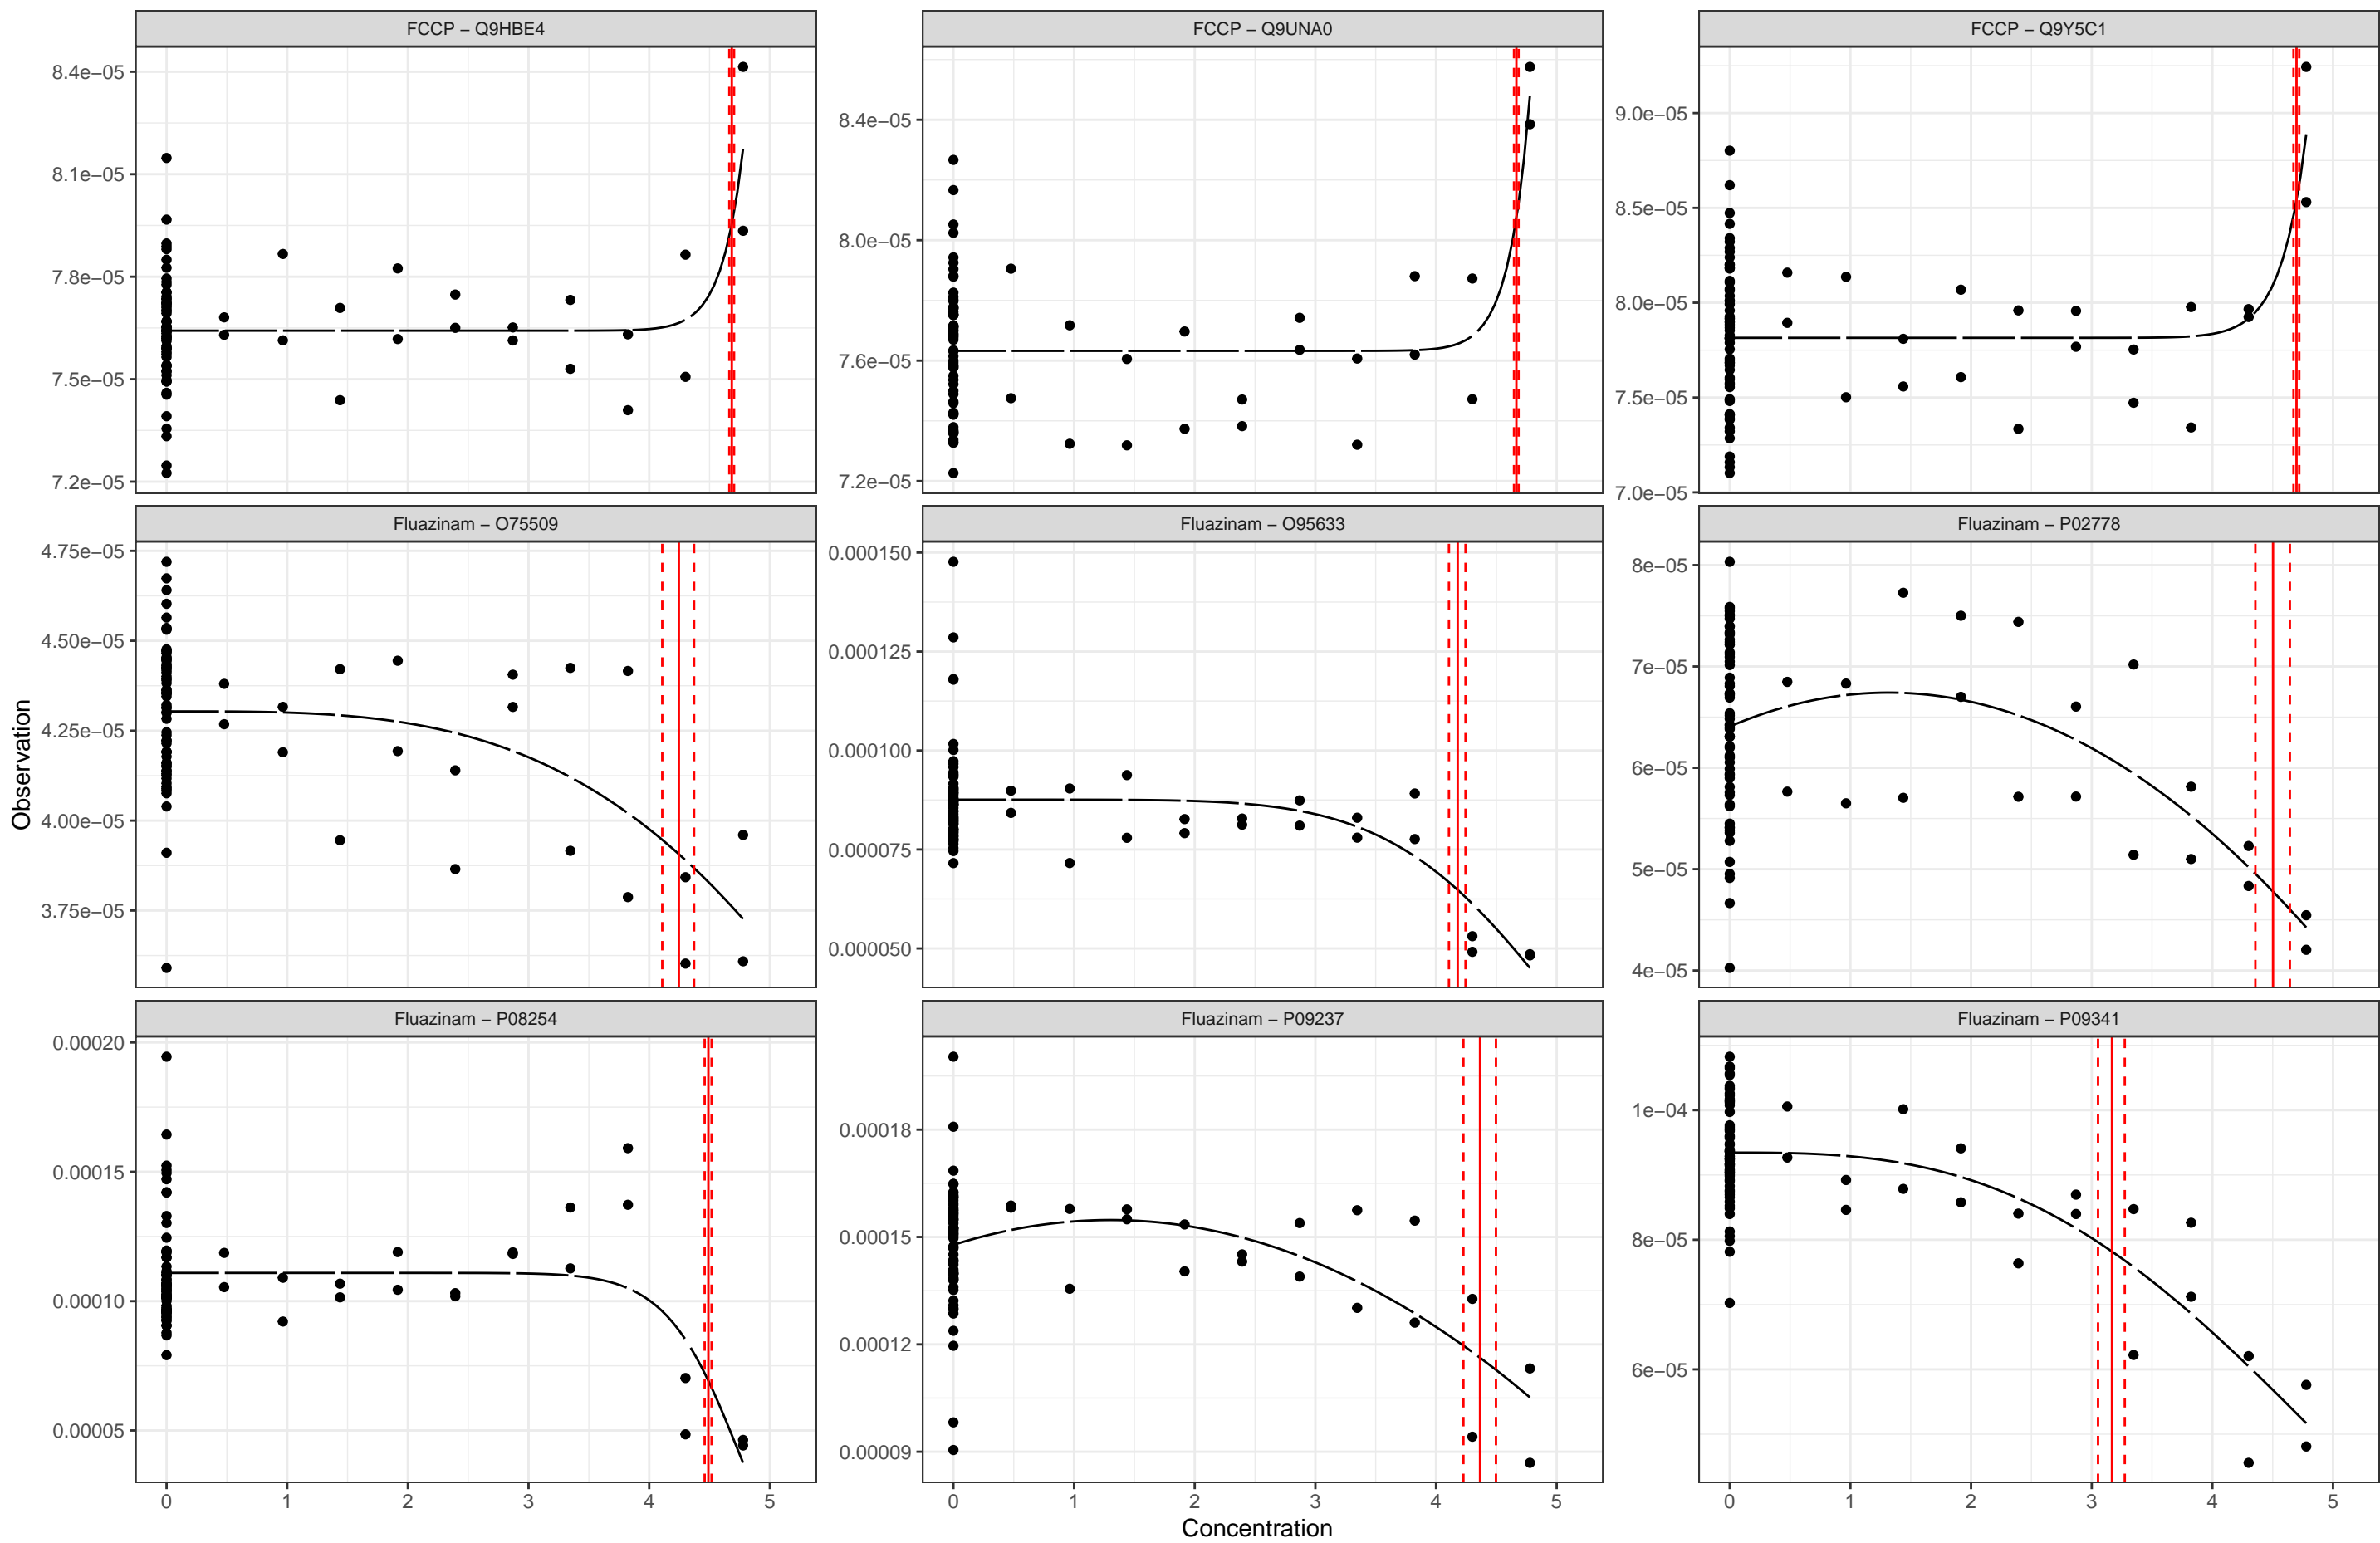 FCCP − Q9HBE4
FCCP − Q9UNA0
FCCP − Q9Y5C1
8.4e−05
8.1e−05
7.8e−05
7.5e−05
7.2e−05
8.4e−05
8.0e−05
7.6e−05
7.2e−05
9.0e−05
8.5e−05
8.0e−05
7.5e−05
7.0e−05
Fluazinam − O75509
Fluazinam − O95633
Fluazinam − P02778
4.75e−05
4.50e−05
4.25e−05
4.00e−05
3.75e−05
0.000150
0.000125
0.000100
0.000075
0.000050
8e−05
7e−05
6e−05
5e−05
4e−05
Observation
Fluazinam − P08254
Fluazinam − P09237
Fluazinam − P09341
0.00020
0.00015
0.00010
0.00005
0.00018
0.00015
0.00012
0.00009
1e−04
8e−05
6e−05
0 1 2 3 4 5
0 1 2 3 4 5
0 1 2 3 4 5
Concentration